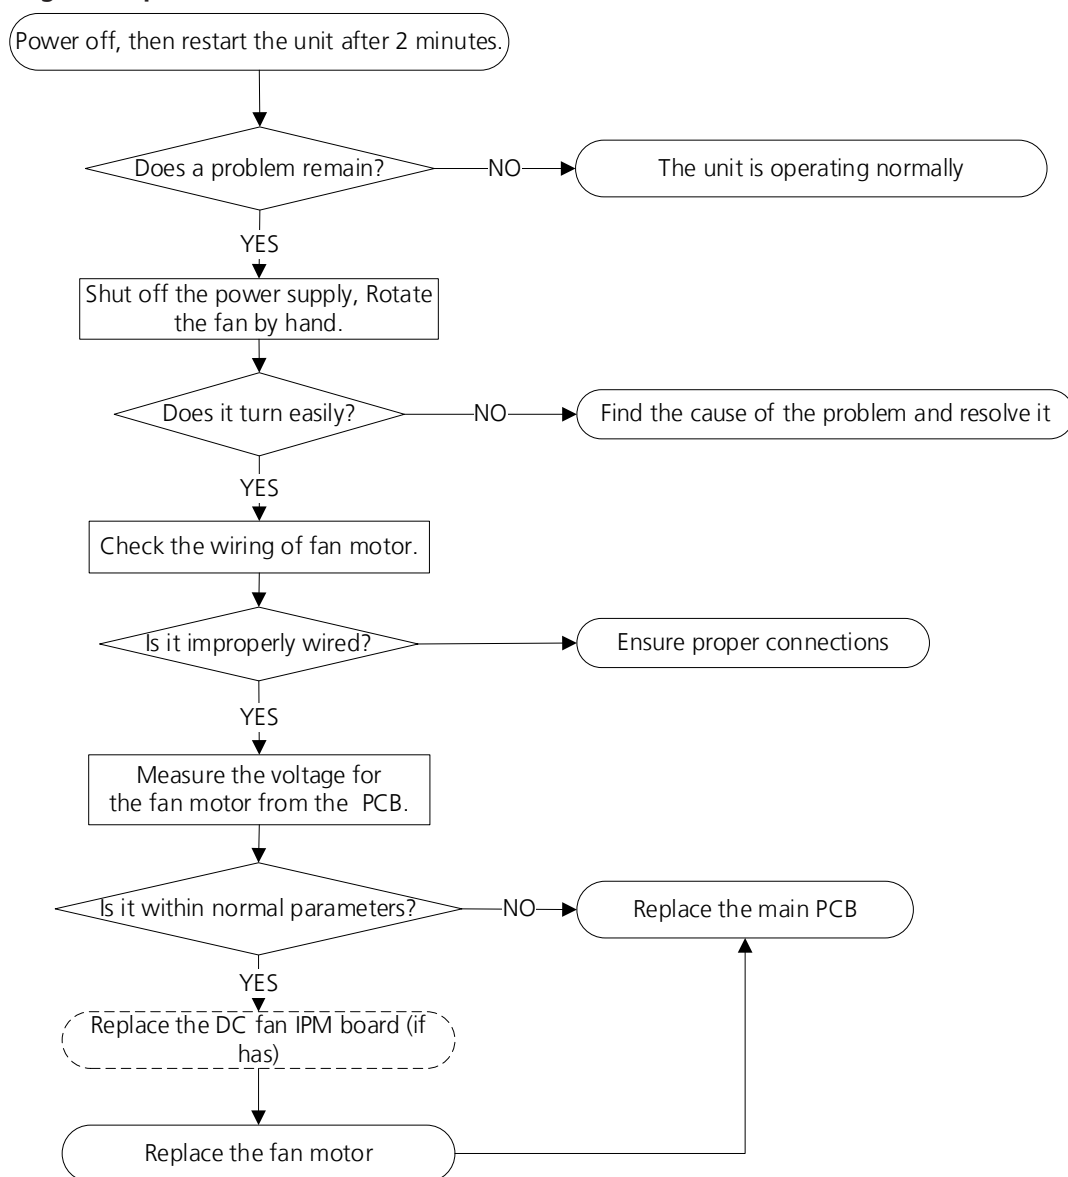 Power off, then restart the unit after 2 minutes.
Does a problem remain?
NO
The unit is operating normally
YES
Shut off the power supply, Rotate
the fan by hand.
Does it turn easily?
NO
Find the cause of the problem and resolve it
YES
Check the wiring of fan motor.
Is it improperly wired?
Ensure proper connections
YES
Measure the voltage for
the fan motor from the PCB.
Is it within normal parameters?
NO
Replace the main PCB
YES
Replace the DC fan IPM board (if
has)
Replace the fan motor